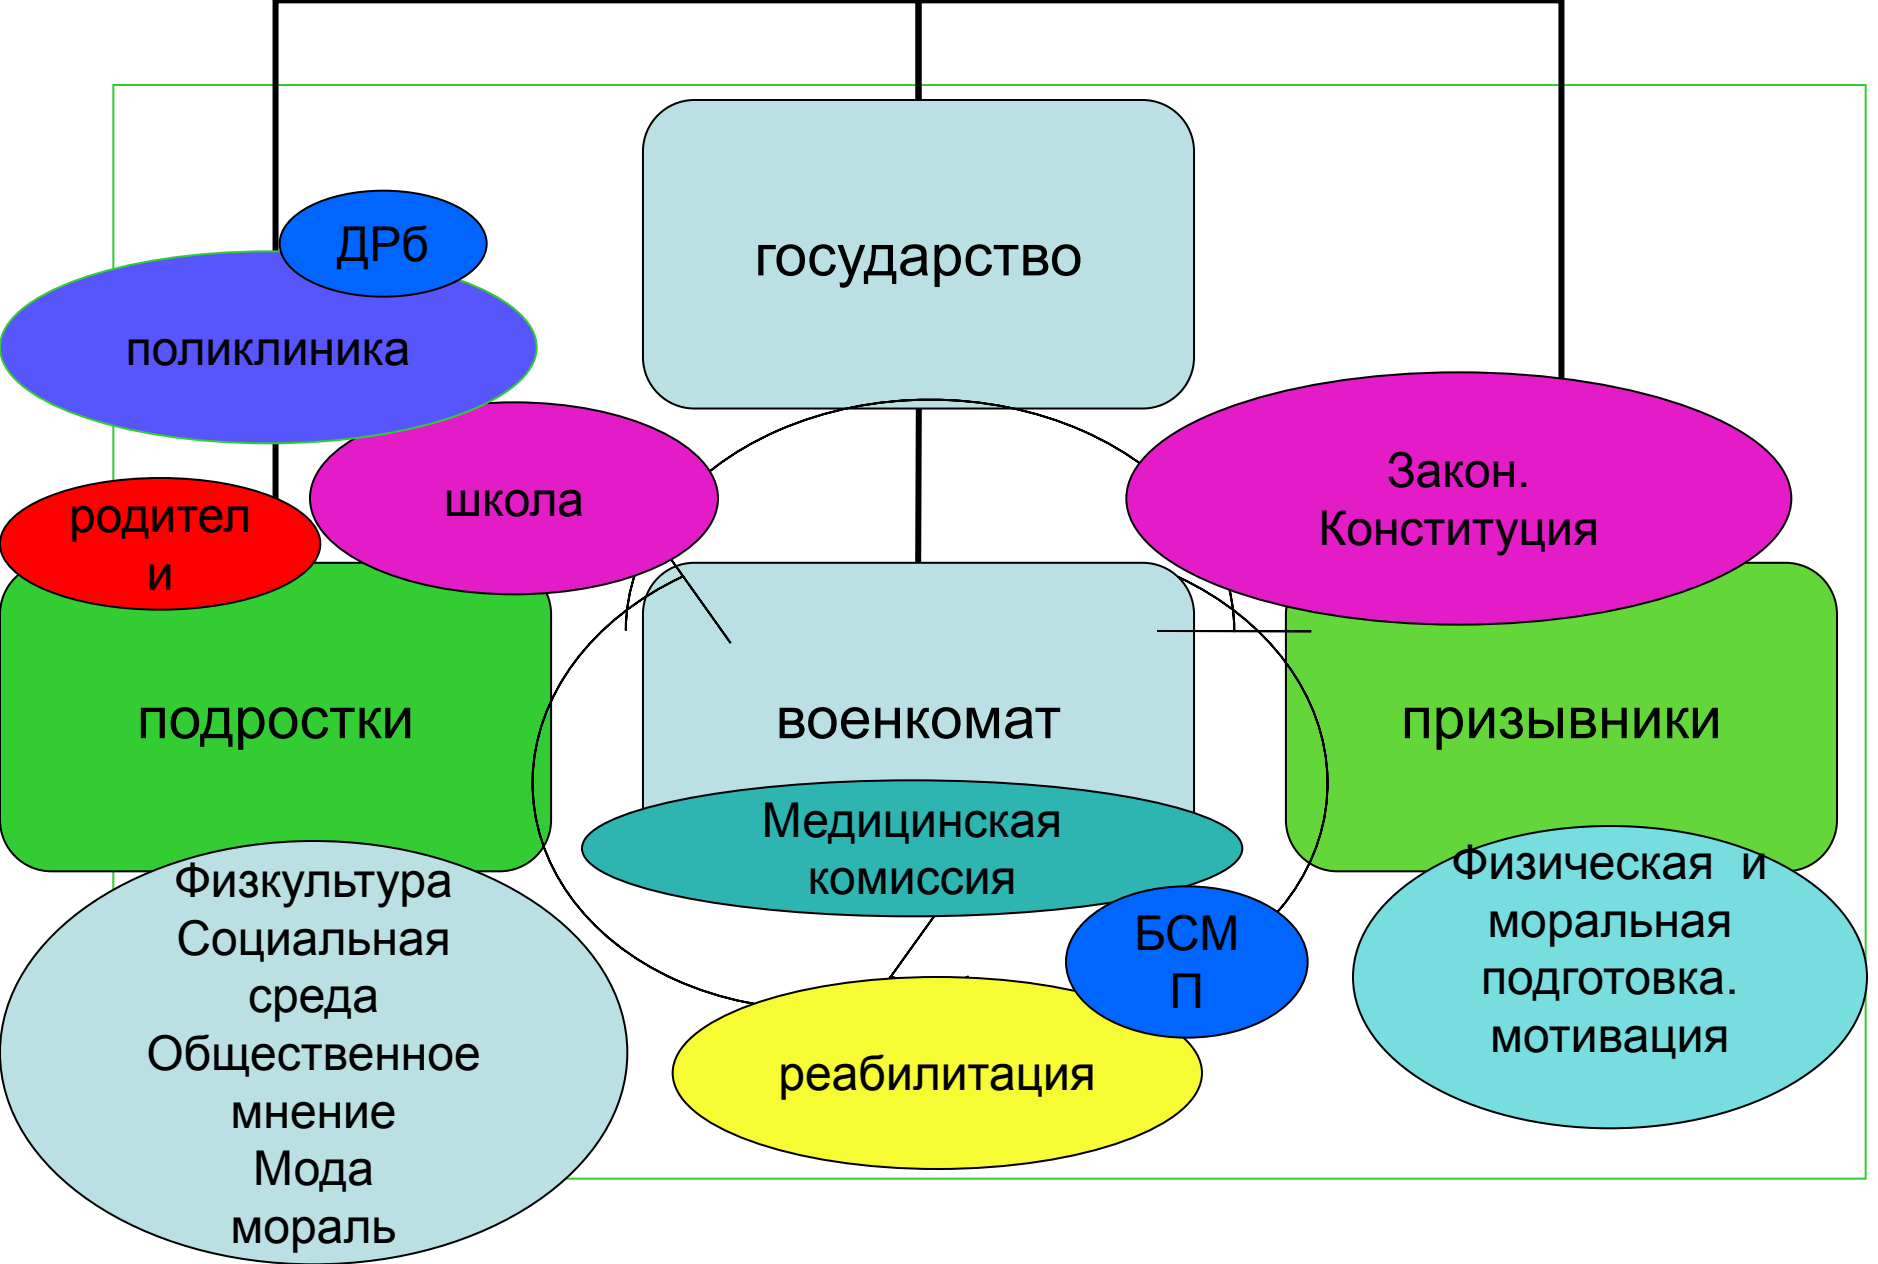 ДРб
государство
поликлиника
школа
Закон.
Конституция
родител
и
подростки
военкомат
призывники
Медицинская
комиссия
Физкультура
Социальная
среда
Общественное
мнение
Мода
мораль
БСМ
П
реабилитация
Физическая  и
моральная
подготовка.
мотивация